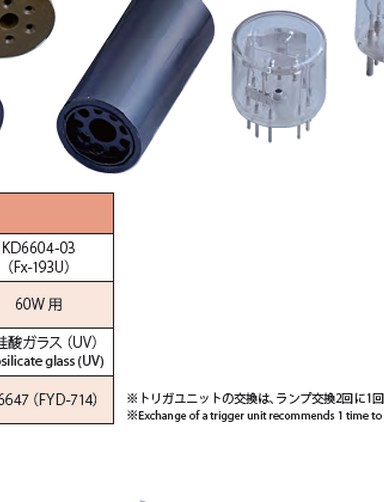 KD6604-03
（Fx-193U）
60W 用
硅酸ガラス（UV）
silicate glass (UV)
6647（FYD-714）
※トリガユニットの交換は、ランプ交換2回に1回
※Exchange of a trigger unit recommends 1 time to